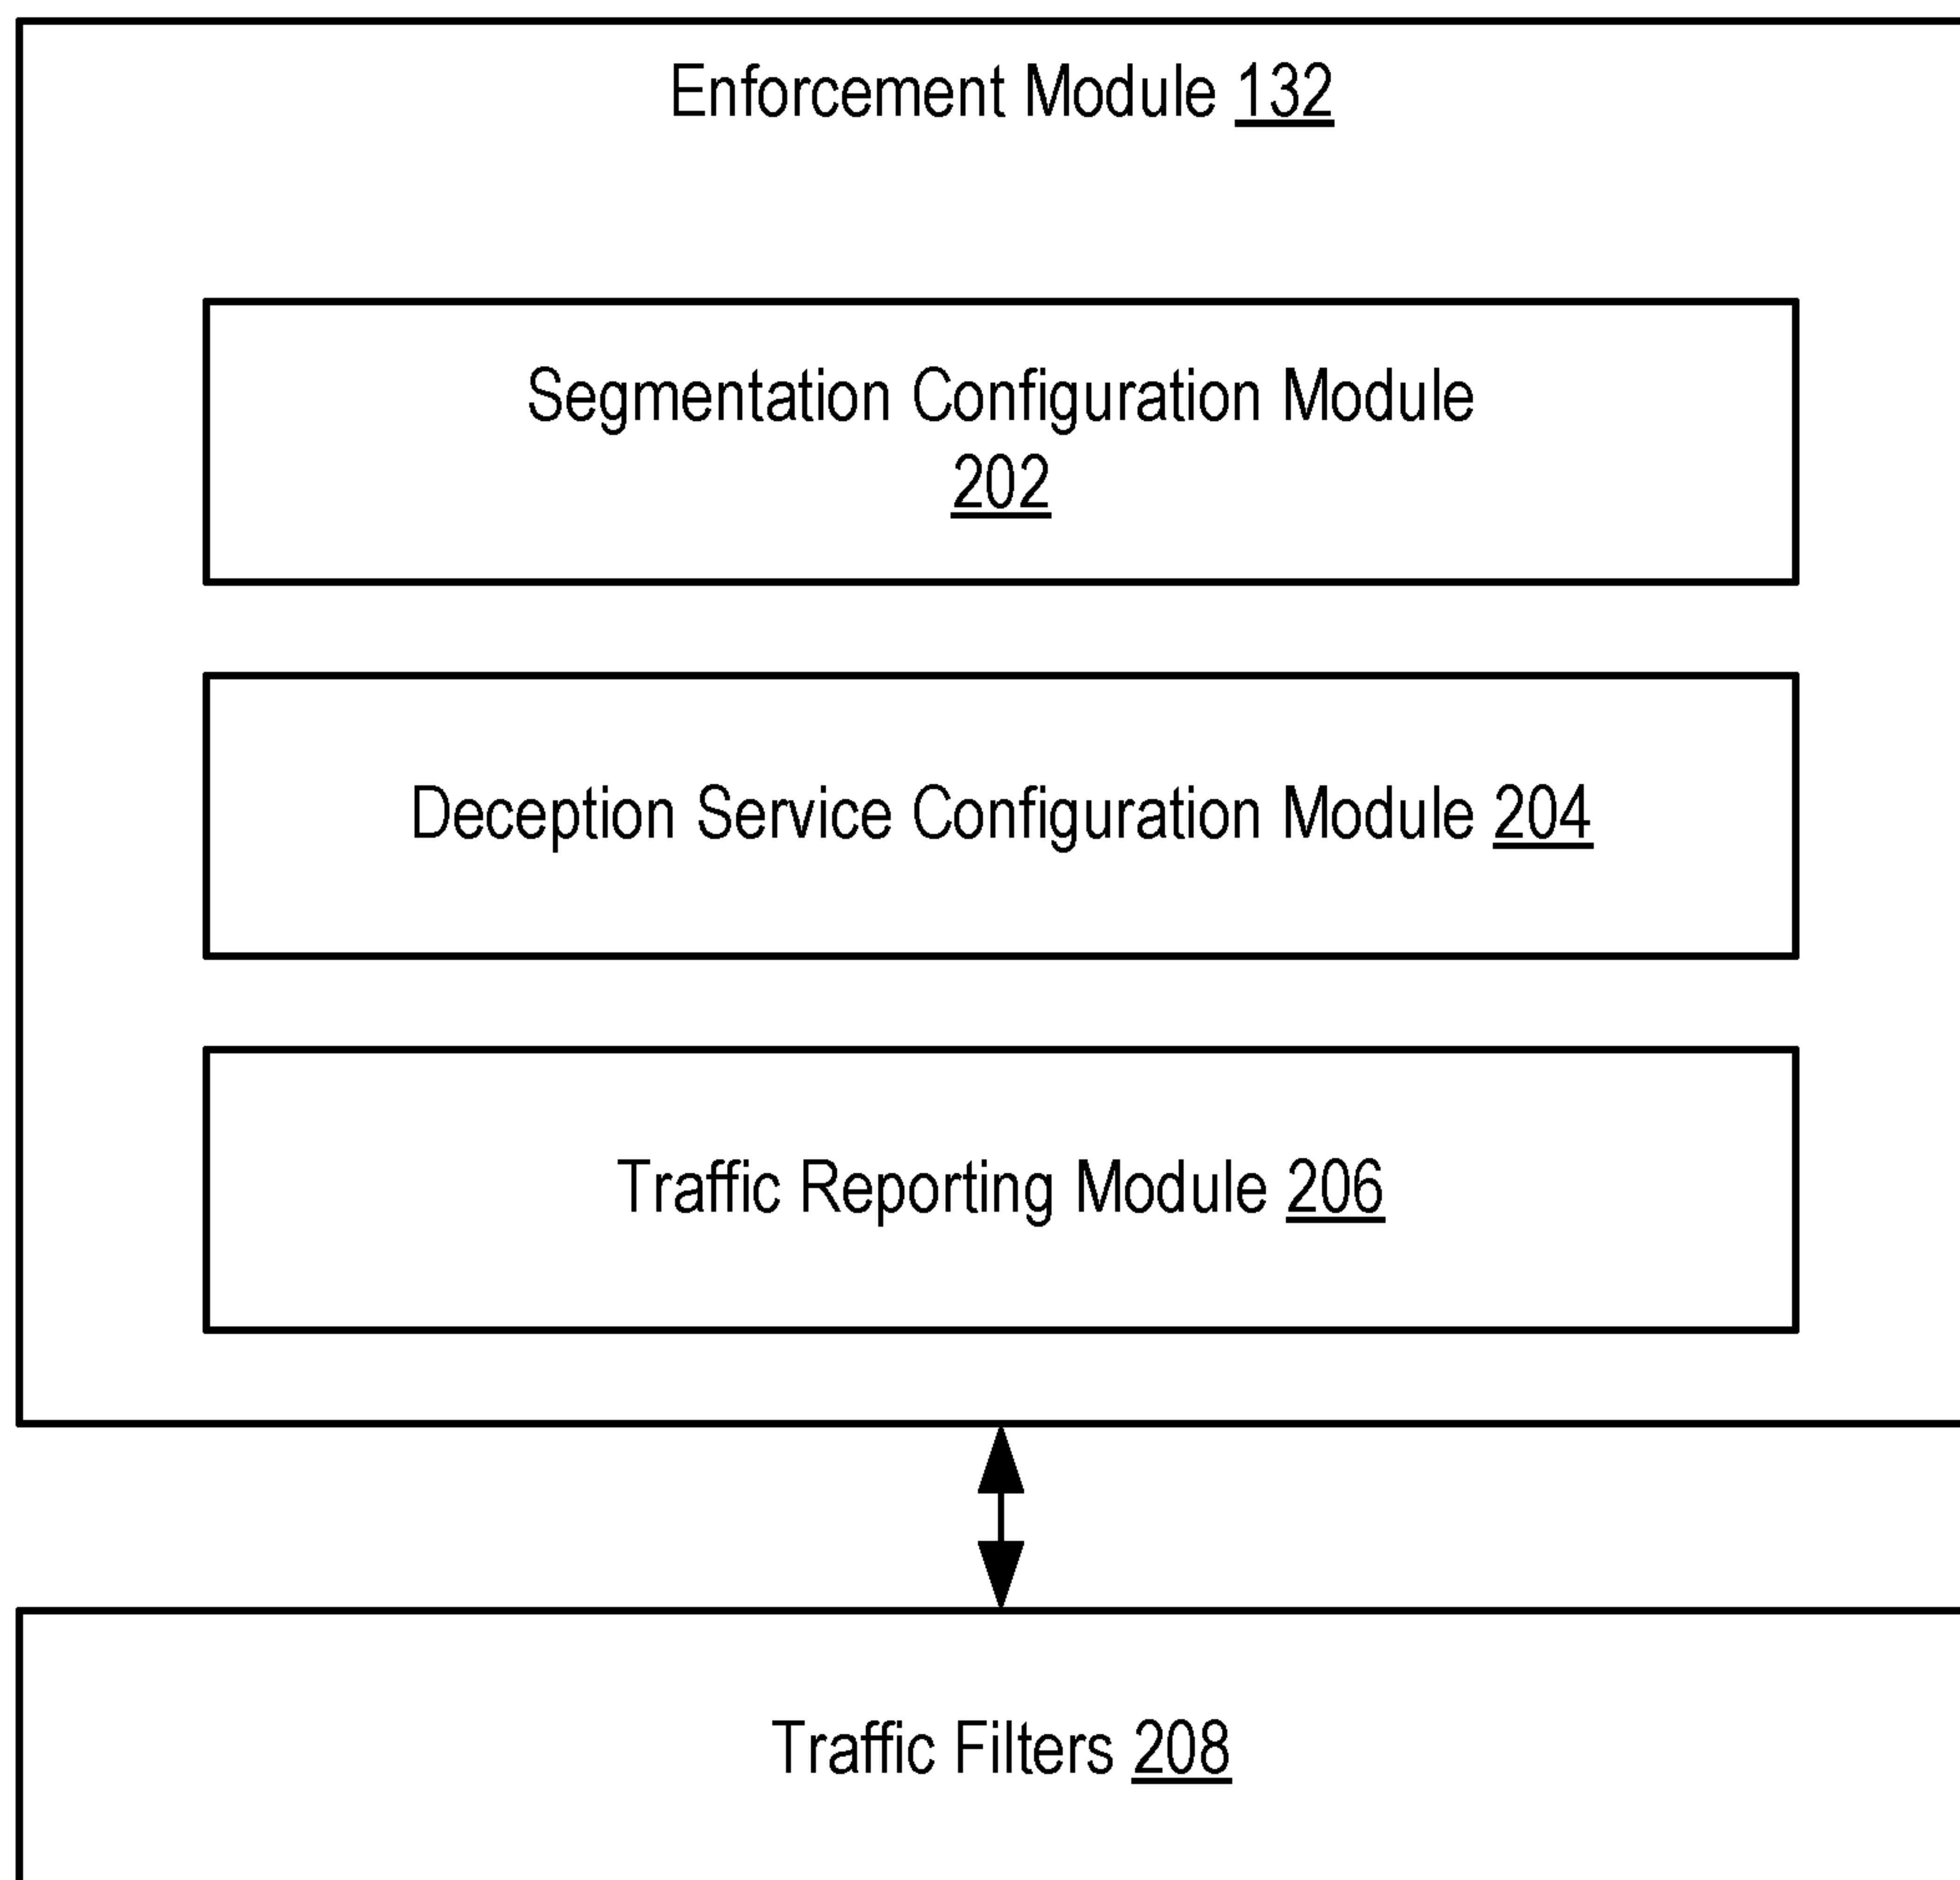 Enforcement Module 132
Segmentation Configuration Module
202
Deception Service Configuration Module 204
Traffic Reporting Module 206
Traffic Filters 208